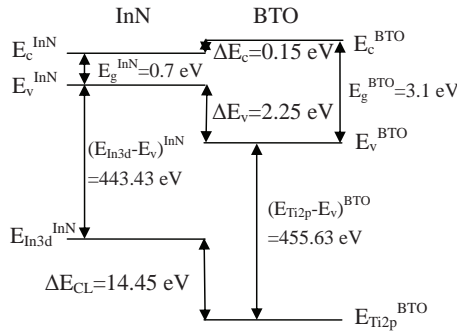 InN BTO
E_c^InN ΔE_c=0.15 eV E_c^BTO
E_g^InN=0.7 eV
E_v^InN E_g^BTO=3.1 eV
ΔE_v=2.25 eV
E_v^BTO
(E_In3d-E_v)^InN
=443.43 eV
(E_Ti2p-E_v)^BTO
=455.63 eV
E_In3d^InN
ΔE_CL=14.45 eV
E_Ti2p^BTO